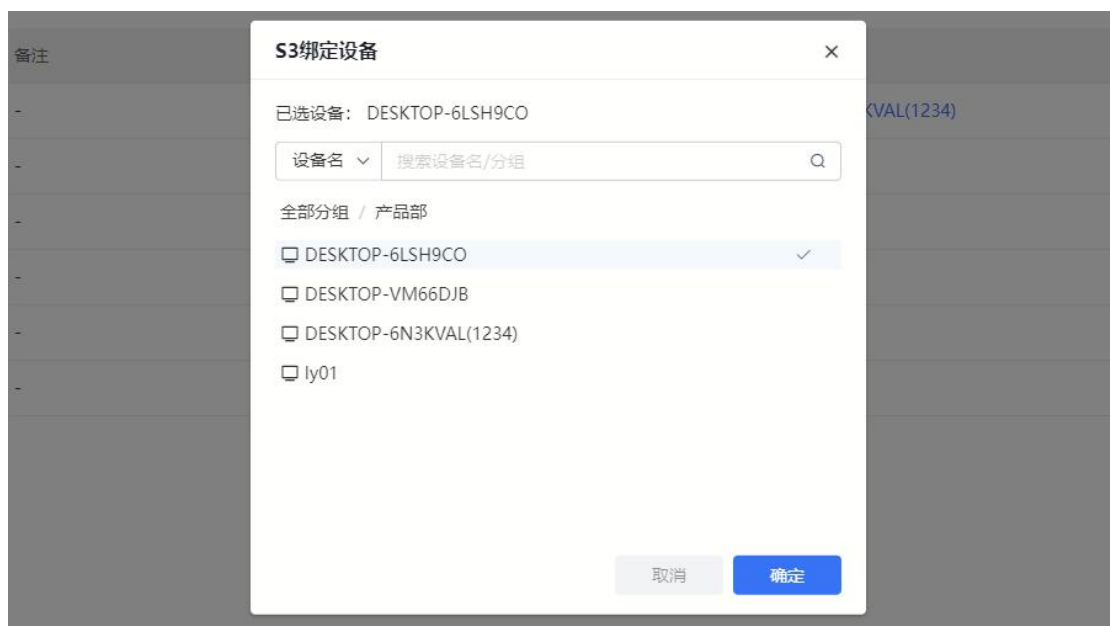 备注
S3绑定设备
已选设备： DESKTOP-6LSH9CO
KVAL(1234)
设备名 搜索设备名/分组
全部分组 / 产品部
DESKTOP-6LSH9CO
DESKTOP-VM66DJB
DESKTOP-6N3KVAL(1234)
ly01
取消 确定
-
-
-
-
-
-